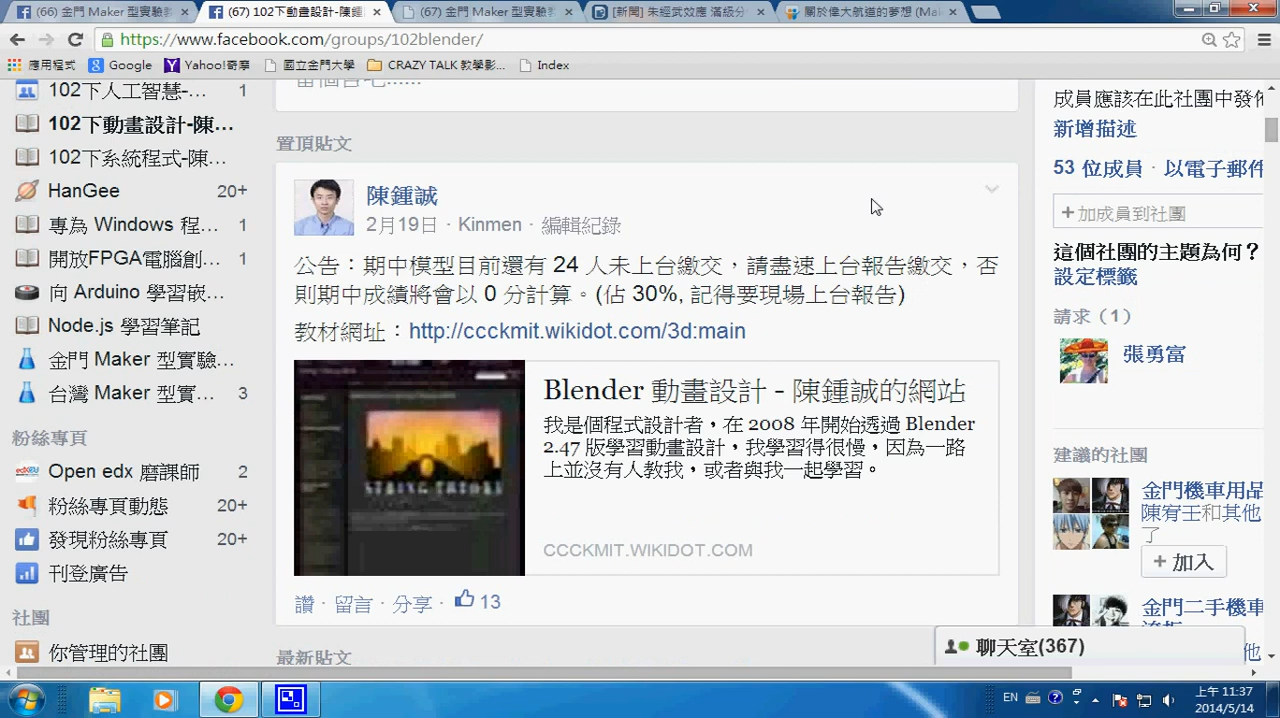 (66) 金門 Maker 型實驗
(67) 102下動畫設計-陳鍾
(67) 金門 Maker 型實驗
[新聞] 朱經武效應 滿級分
關於偉大航道的夢想 (Ma
https://www.facebook.com/groups/102blender/
應用程式
Google
Yahoo!奇摩
國立金門大學
CRAZY TALK 教學影...
Index
102下人工智慧-... 1
102下動畫設計-陳...
102下系統程式-陳...
HanGee 20+
專為 Windows 程... 1
開放FPGA電腦創... 1
向 Arduino 學習嵌...
Node.js 學習筆記
金門 Maker 型實驗...
台灣 Maker 型實... 3
粉絲專頁
Open edx 磨課師 2
粉絲專頁動態 20+
發現粉絲專頁 20+
刊登廣告
社團
你管理的社團
留個言吧......
置頂貼文
陳鍾誠
2月19日 · Kinmen · 編輯紀錄
公告：期中模型目前還有 24 人未上台繳交，請盡速上台報告繳交，否
則期中成績將會以 0 分計算。(佔 30%, 記得要現場上台報告)
教材網址：http://ccckmit.wikidot.com/3d:main
STRING THEORY
Blender 動畫設計 - 陳鍾誠的網站
我是個程式設計者，在 2008 年開始透過 Blender
2.47 版學習動畫設計，我學習得很慢，因為一路
上並沒有人教我，或者與我一起學習。
CCCKMIT.WIKIDOT.COM
讚 · 留言 · 分享 · 13
最新貼文
成員應該在此社團中發佈
新增描述
53 位成員 · 以電子郵件
+加成員到社團
這個社團的主題為何？
設定標籤
請求（1）
張勇富
建議的社團
金門機車用品
陳宥王和其他
了
+ 加入
金門二手機車
他
聊天室(367)
EN
上午 11:37
2014/5/14